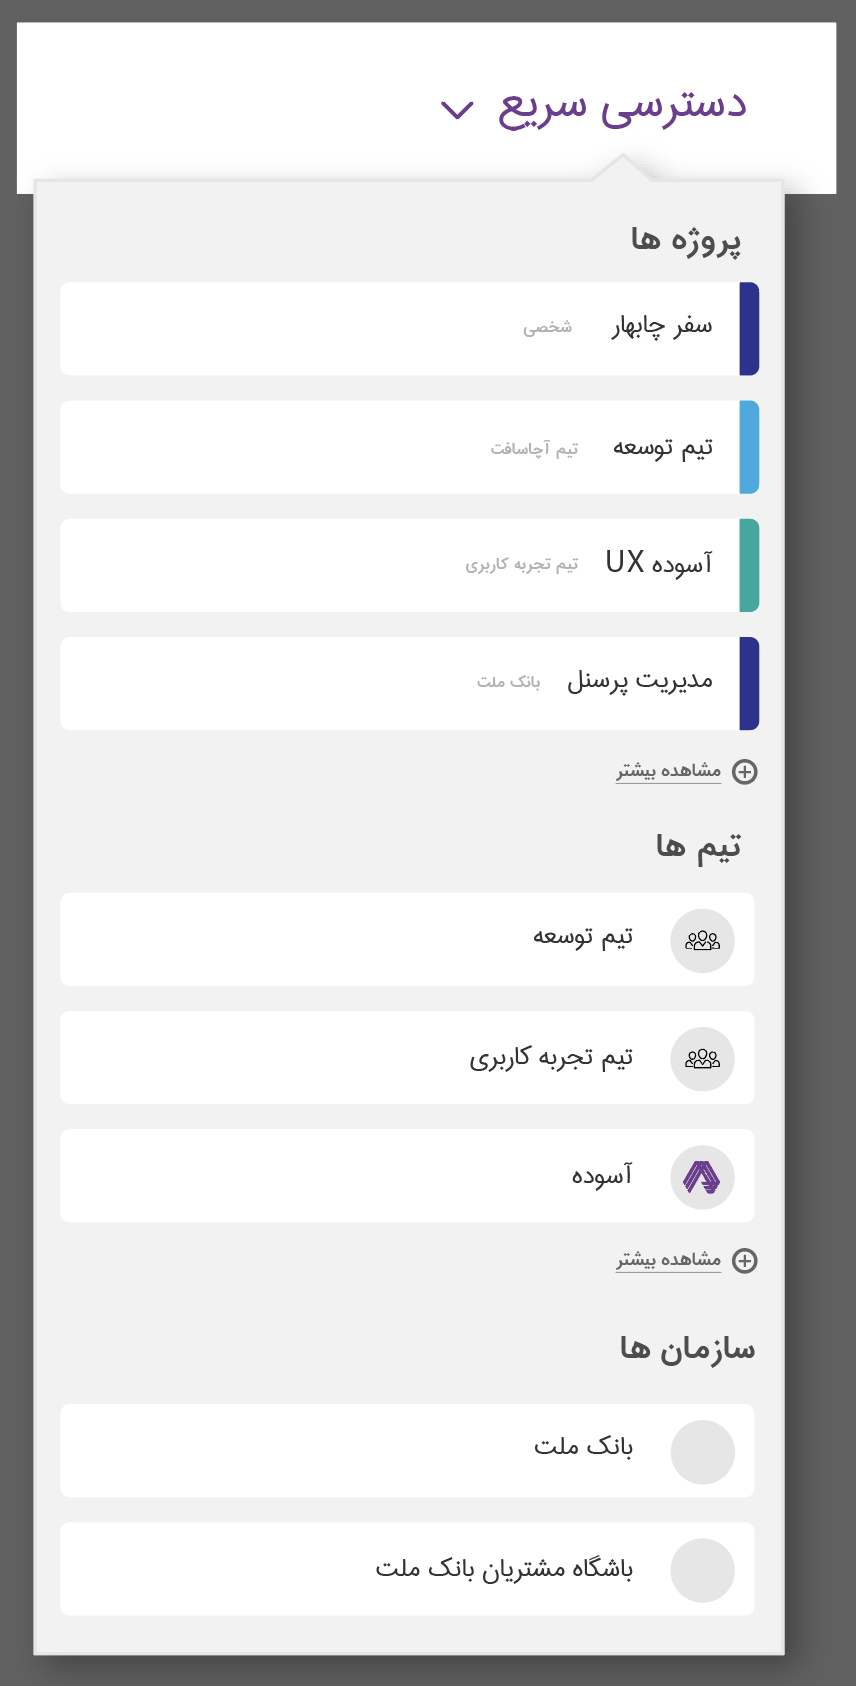 دسترسی سریع
پروژه ها
سفر چابهار شخصی
تیم توسعه تیم آچاسافت
آسوده UX تیم تجربه کاربری
مدیریت پرسنل بانک ملت
مشاهده بیشتر
تیم ها
تیم توسعه
تیم تجربه کاربری
آسوده
مشاهده بیشتر
سازمان ها
بانک ملت
باشگاه مشتریان بانک ملت